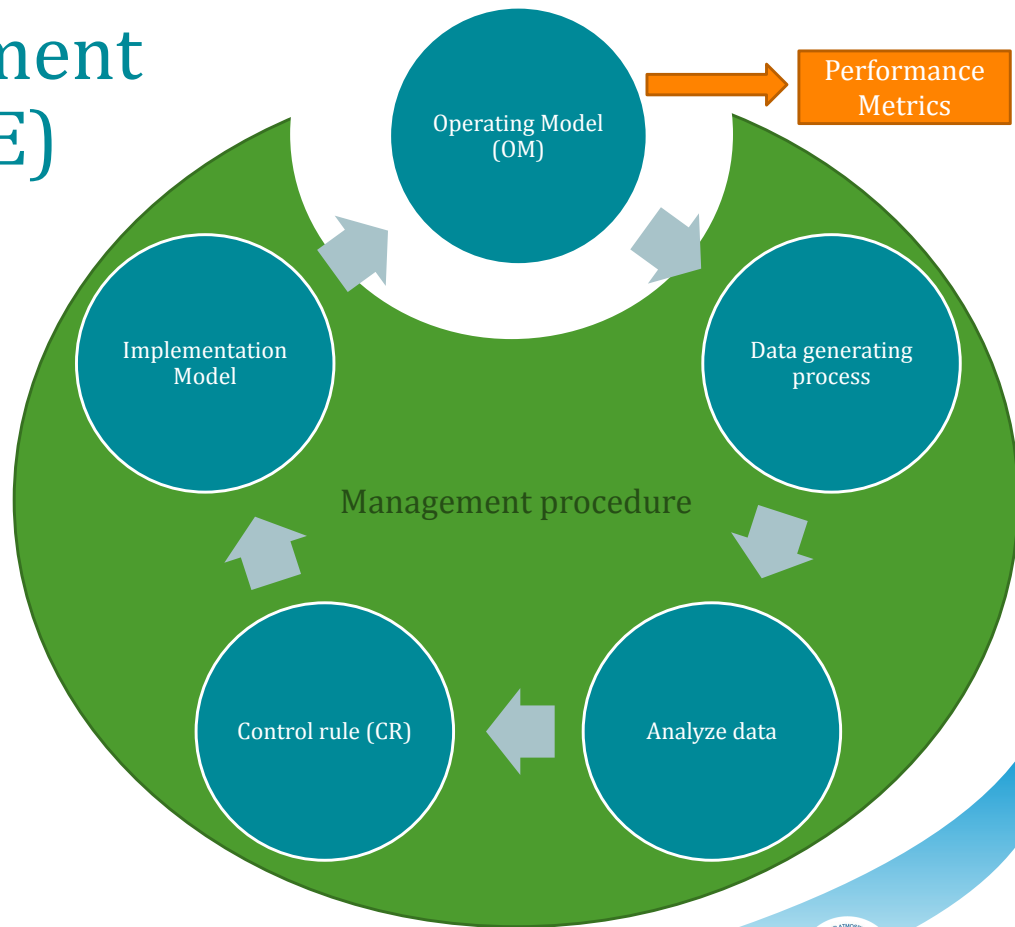 ment
E)
Operating Model
(OM)
Performance
Metrics
Implementation
Model
Data generating
process
Management procedure
Control rule (CR)
Analyze data